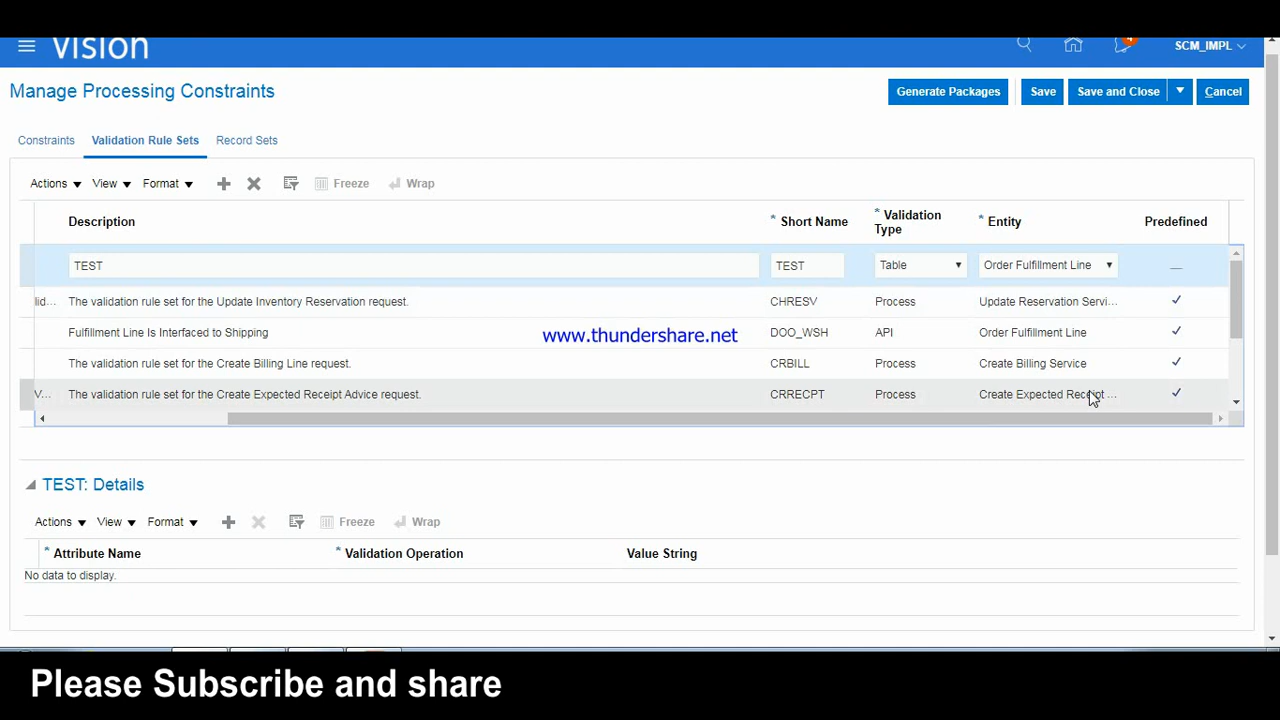 Vision
4
SCM_IMPL
Manage Processing Constraints
Generate Packages
Save
Save and Close
Cancel
Constraints
Validation Rule Sets
Record Sets
Actions View Format Freeze Wrap
Description * Short Name * Validation Type * Entity Predefined
TEST TEST Table Order Fulfillment Line
lid... The validation rule set for the Update Inventory Reservation request. CHRESV Process Update Reservation Servi...
Fulfillment Line Is Interfaced to Shipping DOO_WSH API Order Fulfillment Line
The validation rule set for the Create Billing Line request. CRBILL Process Create Billing Service
V... The validation rule set for the Create Expected Receipt Advice request. CRRECPT Process Create Expected Receipt ...
www.thundershare.net
TEST: Details
Actions View Format Freeze Wrap
* Attribute Name * Validation Operation Value String
No data to display.
Please Subscribe and share